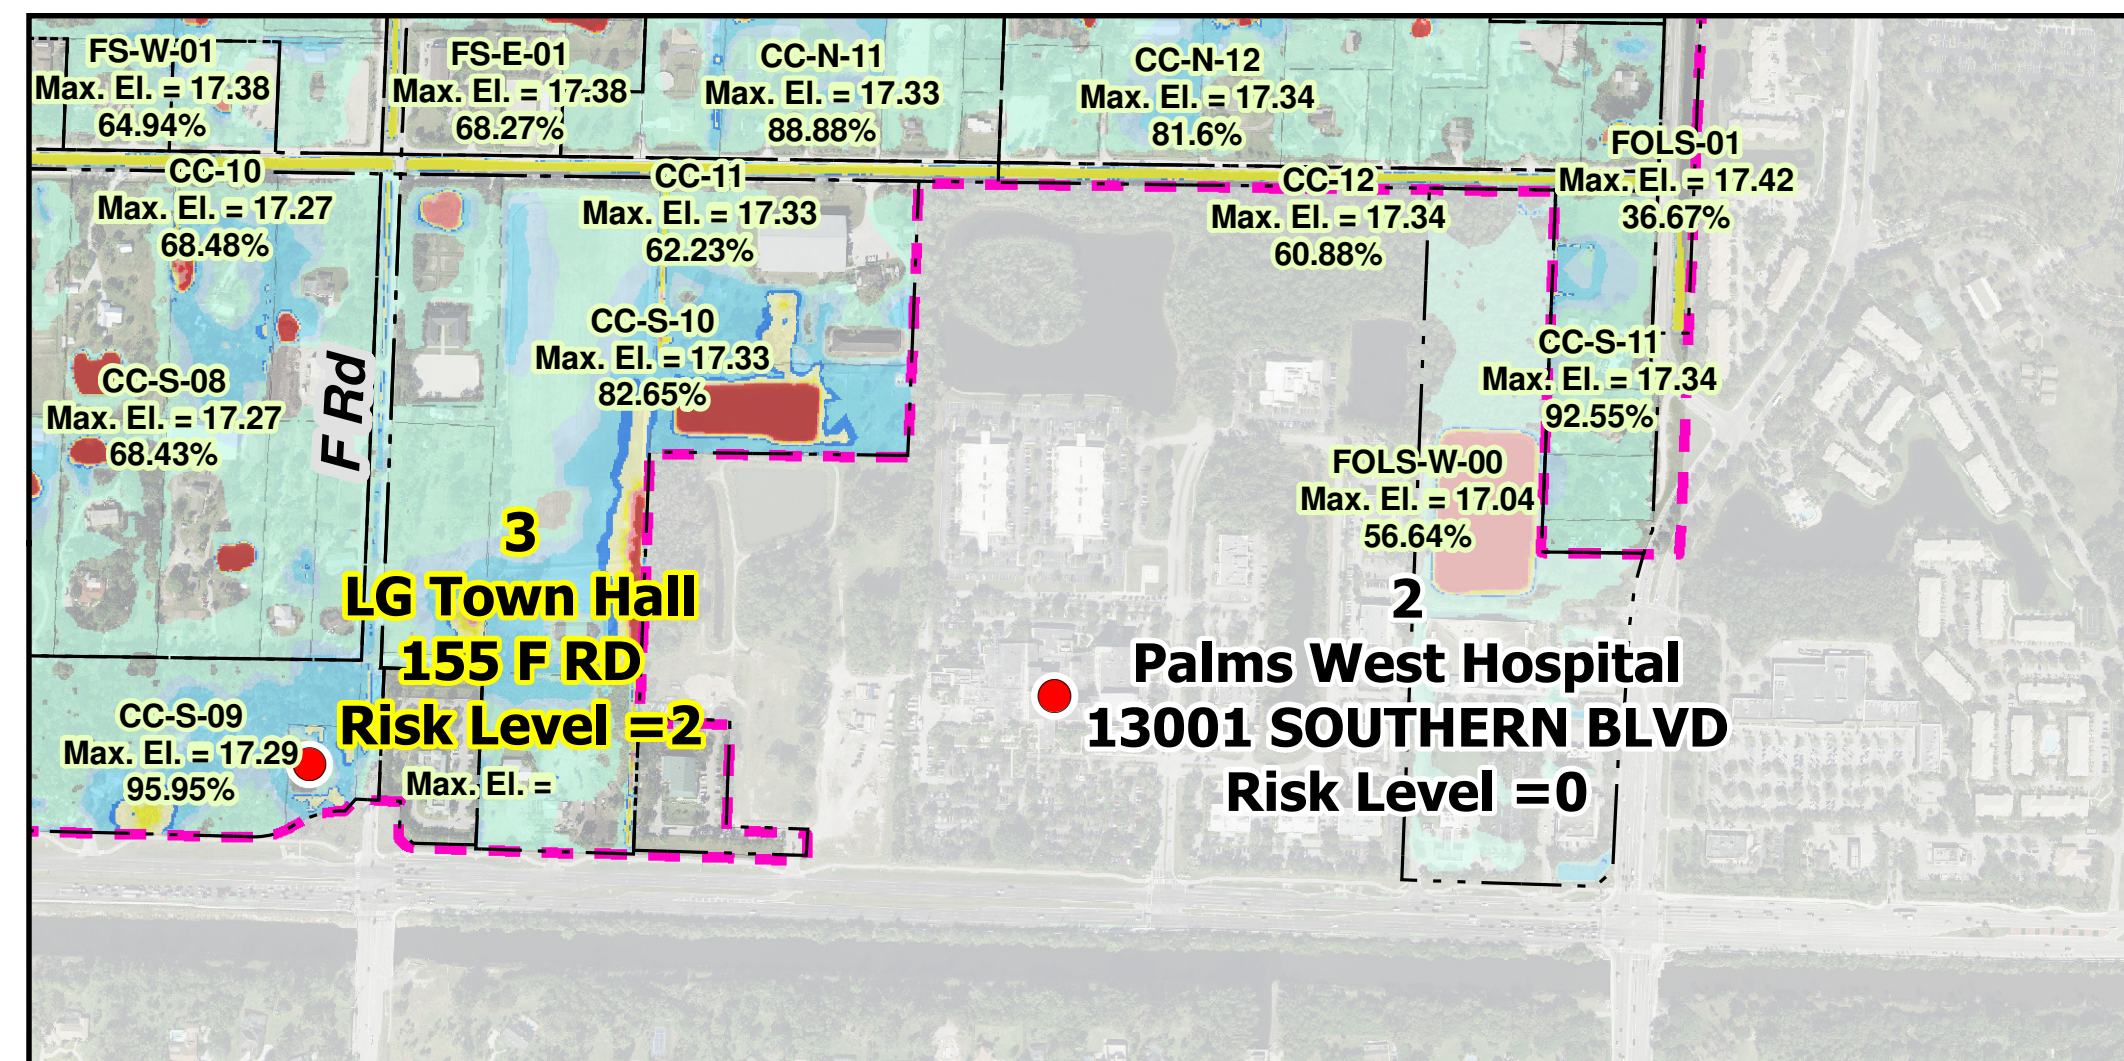 FS-W-01
Max. El. = 17.38
64.94%
FS-E-01
Max. El. = 17.38
68.27%
CC-N-11
Max. El. = 17.33
88.88%
CC-N-12
Max. El. = 17.34
81.6%
FOLS-01
Max. El. = 17.42
36.67%
CC-10
Max. El. = 17.27
68.48%
CC-11
Max. El. = 17.33
62.23%
CC-12
Max. El. = 17.34
60.88%
CC-S-10
Max. El. = 17.33
82.65%
CC-S-11
Max. El. = 17.34
92.55%
CC-S-08
Max. El. = 17.27
68.43%
F Rd
FOLS-W-00
Max. El. = 17.04
56.64%
3
LG Town Hall
155 F RD
Risk Level =2
2
Palms West Hospital
13001 SOUTHERN BLVD
Risk Level =0
CC-S-09
Max. El. = 17.29
95.95%
Max. El. =